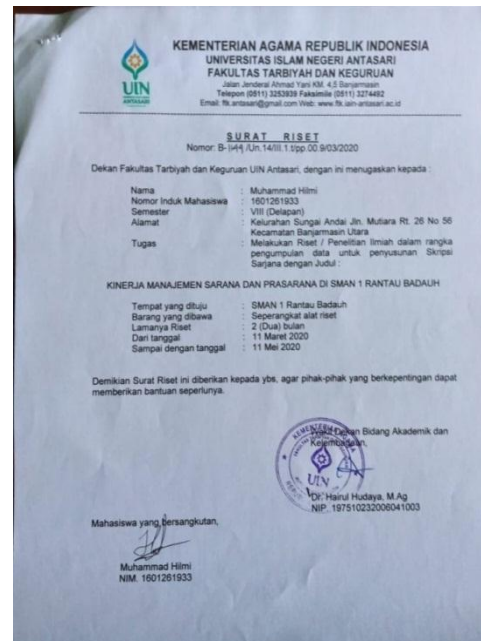 UIN
ANTASARI
KEMENTERIAN AGAMA REPUBLIK INDONESIA
UNIVERSITAS ISLAM NEGERI ANTASARI
FAKULTAS TARBIYAH DAN KEGURUAN
Jalan Jenderal Ahmad Yani KM. 4,5 Banjarmasin
Telepon (0511) 3253939 Faksimile (0511) 3274492
Email: ftk.antasari@gmail.com Web: www.ftk.iain-antasari.ac.id
SURAT RISET
Nomor: B- /Un.14/III.1.t/pp.00.9/03/2020
Dekan Fakultas Tarbiyah dan Keguruan UIN Antasari, dengan ini menugaskan kepada :
Nama : Muhammad Hilmi
Nomor Induk Mahasiswa : 1601261933
Semester : VIII (Delapan)
Alamat : Kelurahan Sungai Andai Jln. Mutiara Rt. 26 No 56
Kecamatan Banjarmasin Utara
Tugas : Melakukan Riset / Penelitian Ilmiah dalam rangka
pengumpulan data untuk penyusunan Skripsi
Sarjana dengan Judul :
KINERJA MANAJEMEN SARANA DAN PRASARANA DI SMAN 1 RANTAU BADAUH
Tempat yang dituju : SMAN 1 Rantau Badauh
Barang yang dibawa : Seperangkat alat riset
Lamanya Riset : 2 (Dua) bulan
Dari tanggal : 11 Maret 2020
Sampai dengan tanggal : 11 Mei 2020
Demikian Surat Riset ini diberikan kepada ybs, agar pihak-pihak yang berkepentingan dapat
memberikan bantuan seperlunya.
Wakil Dekan Bidang Akademik dan
Kelembagaan,
KEMENTERIAN AGAMA
UIN
Dr. Hairul Hudaya, M.Ag
NIP. 197510232006041003
Mahasiswa yang bersangkutan,
Muhammad Hilmi
NIM. 1601261933